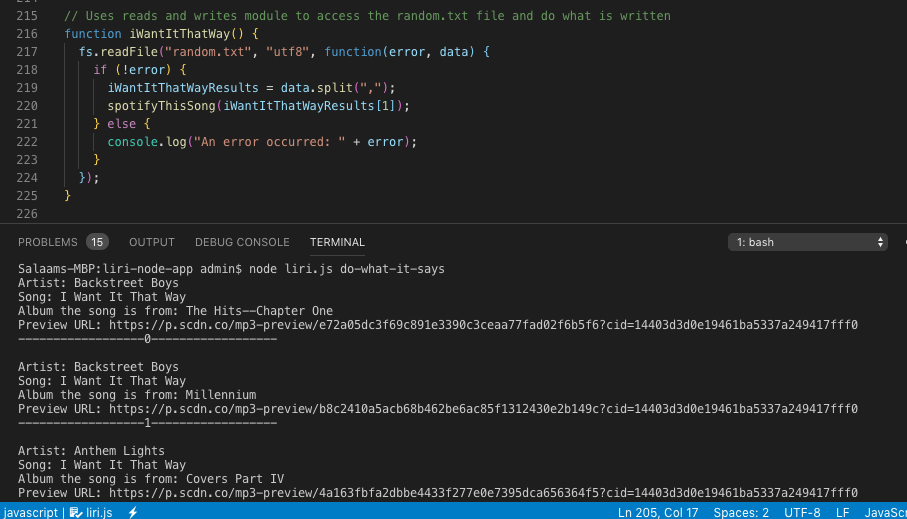 215 // Uses reads and writes module to access the random.txt file and do what is written
216 function iWantItThatWay() {
217 fs.readFile("random.txt", "utf8", function(error, data) {
218 if (!error) {
219 iWantItThatWayResults = data.split(",");
220 spotifyThisSong(iWantItThatWayResults[1]);
221 } else {
222 console.log("An error occurred: " + error);
223 }
224 });
225 }
226
PROBLEMS 15 OUTPUT DEBUG CONSOLE TERMINAL 1: bash
Salaams-MBP:liri-node-app admin$ node liri.js do-what-it-says
Artist: Backstreet Boys
Song: I Want It That Way
Album the song is from: The Hits--Chapter One
Preview URL: https://p.scdn.co/mp3-preview/e72a05dc3f69c891e3390c3ceaa77fad02f6b5f6?cid=14403d3d0e19461ba5337a249417fff0
------------------0------------------
Artist: Backstreet Boys
Song: I Want It That Way
Album the song is from: Millennium
Preview URL: https://p.scdn.co/mp3-preview/b8c2410a5acb68b462be6ac85f1312430e2b149c?cid=14403d3d0e19461ba5337a249417fff0
------------------1------------------
Artist: Anthem Lights
Song: I Want It That Way
Album the song is from: Covers Part IV
Preview URL: https://p.scdn.co/mp3-preview/4a163fbfa2dbbe4433f277e0e7395dca656364f5?cid=14403d3d0e19461ba5337a249417fff0
javascript | liri.js Ln 205, Col 17 Spaces: 2 UTF-8 LF JavaScr